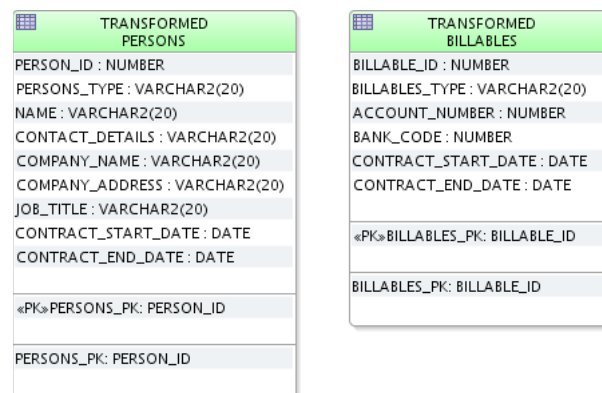 TRANSFORMED
PERSONS
PERSON_ID : NUMBER
PERSONS_TYPE : VARCHAR2(20)
NAME : VARCHAR2(20)
CONTACT_DETAILS : VARCHAR2(20)
COMPANY_NAME : VARCHAR2(20)
COMPANY_ADDRESS : VARCHAR2(20)
JOB_TITLE : VARCHAR2(20)
CONTRACT_START_DATE : DATE
CONTRACT_END_DATE : DATE
«PK»PERSONS_PK: PERSON_ID
PERSONS_PK: PERSON_ID
TRANSFORMED
BILLABLES
BILLABLE_ID : NUMBER
BILLABLES_TYPE : VARCHAR2(20)
ACCOUNT_NUMBER : NUMBER
BANK_CODE : NUMBER
CONTRACT_START_DATE : DATE
CONTRACT_END_DATE : DATE
«PK»BILLABLES_PK: BILLABLE_ID
BILLABLES_PK: BILLABLE_ID